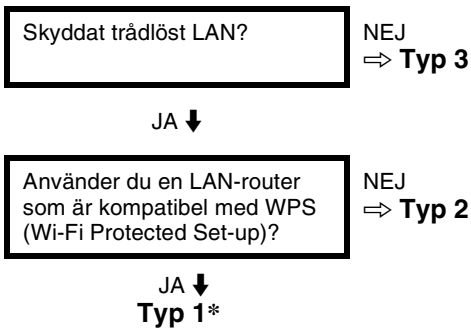 Skyddat trådlöst LAN?
NEJ
⇨ Typ 3
JA ⬇
Använder du en LAN-router
som är kompatibel med WPS
(Wi-Fi Protected Set-up)?
NEJ
⇨ Typ 2
JA ⬇
Typ 1*